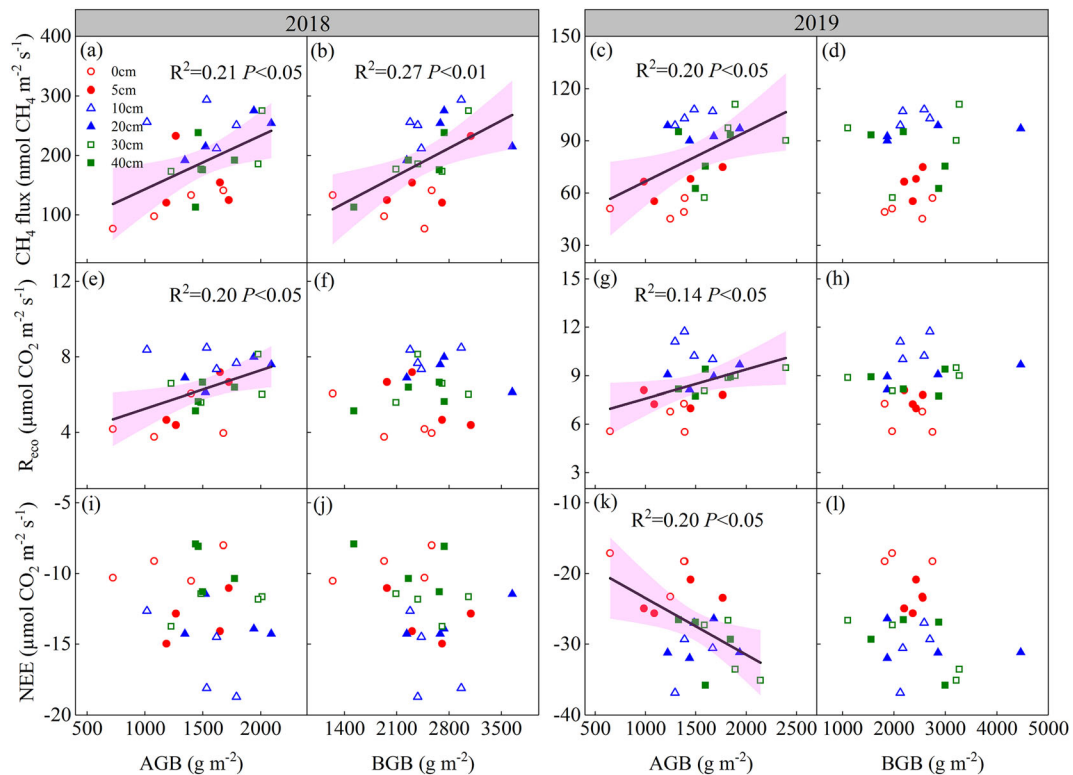 2018
2019
(a)
R²=0.21 P<0.05
0cm
5cm
10cm
20cm
30cm
40cm
(b)
R²=0.27 P<0.01
(c)
R²=0.20 P<0.05
(d)
400
300
200
100
CH₄ flux (nmol CH₄ m⁻² s⁻¹)
150
120
90
60
30
(e)
R²=0.20 P<0.05
(f)
(g)
R²=0.14 P<0.05
(h)
12
8
4
R_eco (μmol CO₂ m⁻² s⁻¹)
15
12
9
6
3
(i)
(j)
(k)
R²=0.20 P<0.05
(l)
-5
-10
-15
-20
NEE (μmol CO₂ m⁻² s⁻¹)
-10
-20
-30
-40
500 1000 1500 2000
1400 2100 2800 3500
500 1000 1500 2000 2500
1000 2000 3000 4000 5000
AGB (g m⁻²)
BGB (g m⁻²)
AGB (g m⁻²)
BGB (g m⁻²)